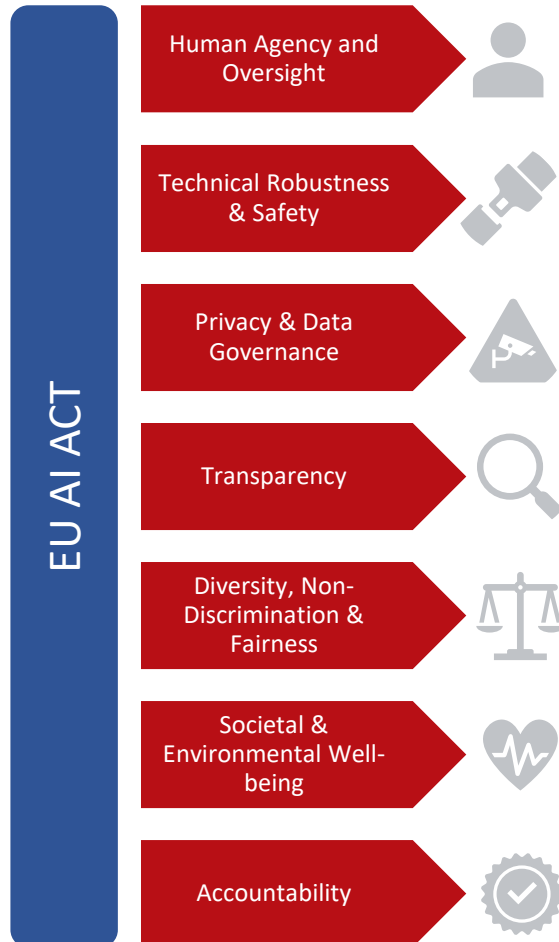 Human Agency and
Oversight
Technical Robustness
& Safety
Privacy & Data
Governance
EU AI ACT
Transparency
Diversity, Non-
Discrimination &
Fairness
Societal &
Environmental Well-
being
Accountability